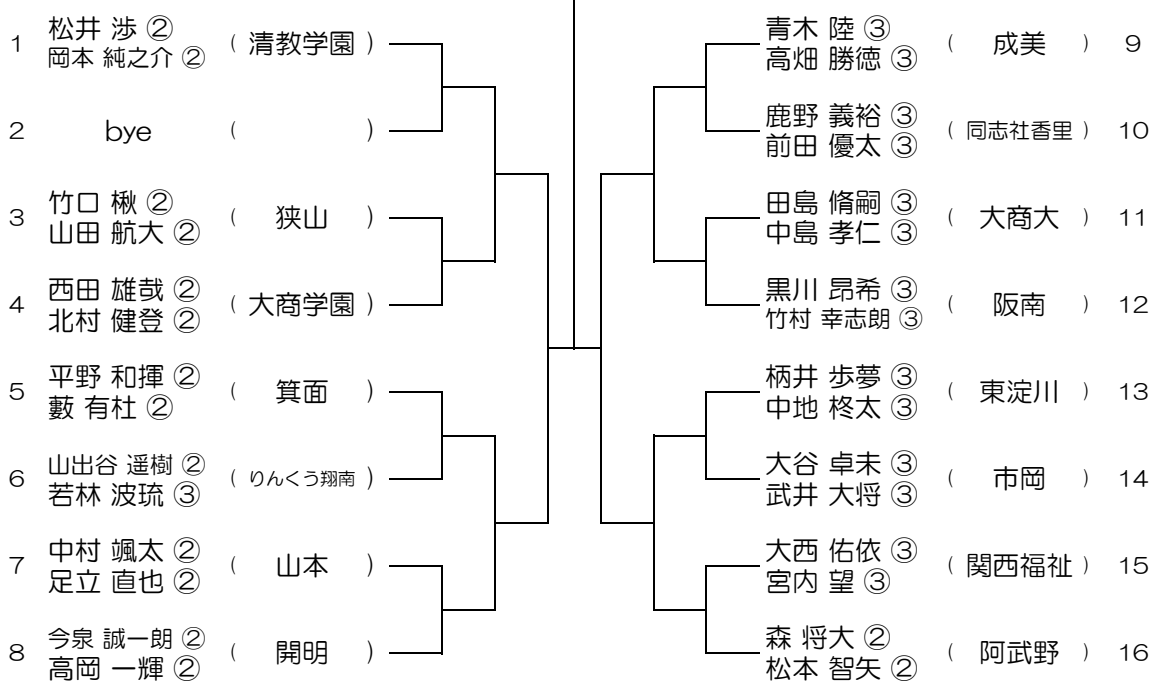 1 松井 渉 ② ( 清教学園 )
岡本 純之介 ②
2 bye ( )
3 竹口 楸 ② ( 狭山 )
山田 航大 ②
4 西田 雄哉 ② ( 大商学園 )
北村 健登 ②
5 平野 和揮 ② ( 箕面 )
藪 有杜 ②
6 山出谷 遥樹 ② ( りんくう翔南 )
若林 波琉 ③
7 中村 颯太 ② ( 山本 )
足立 直也 ②
8 今泉 誠一朗 ② ( 開明 )
高岡 一輝 ②
青木 陸 ③ ( 成美 ) 9
高畑 勝徳 ③
鹿野 義裕 ③ ( 同志社香里 ) 10
前田 優太 ③
田島 脩嗣 ③ ( 大商大 ) 11
中島 孝仁 ③
黒川 昂希 ③ ( 阪南 ) 12
竹村 幸志朗 ③
柄井 歩夢 ③ ( 東淀川 ) 13
中地 柊太 ③
大谷 卓未 ③ ( 市岡 ) 14
武井 大将 ③
大西 佑依 ③ ( 関西福祉 ) 15
宮内 望 ③
森 将大 ② ( 阿武野 ) 16
松本 智矢 ②